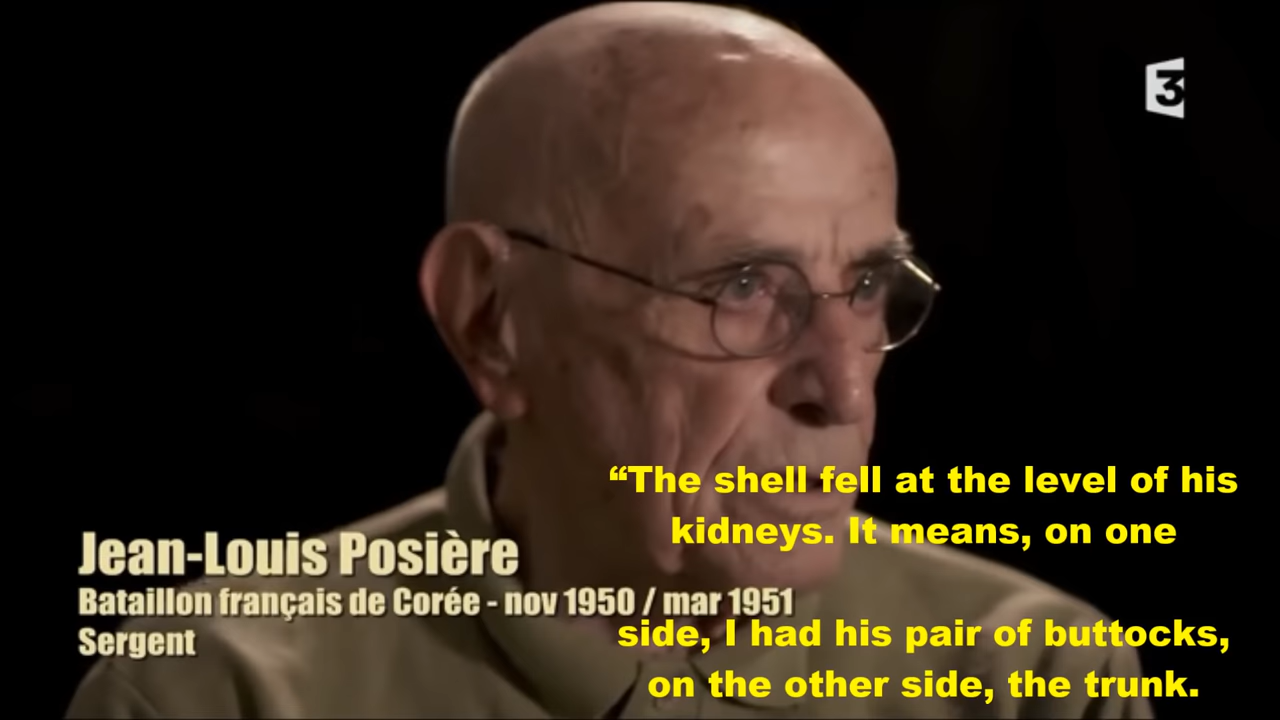 3
“The shell fell at the level of his
kidneys. It means, on one
Jean-Louis Posière
Bataillon français de Corée - nov 1950 / mar 1951
Sergent
side, I had his pair of buttocks,
on the other side, the trunk.